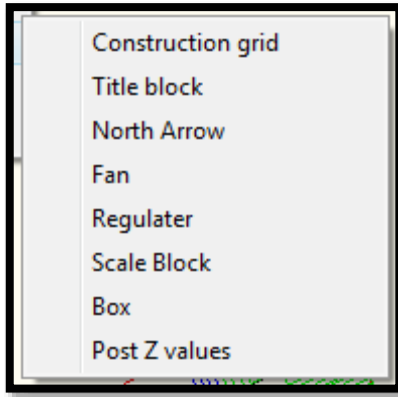 Construction grid
Title block
North Arrow
Fan
Regulater
Scale Block
Box
Post Z values